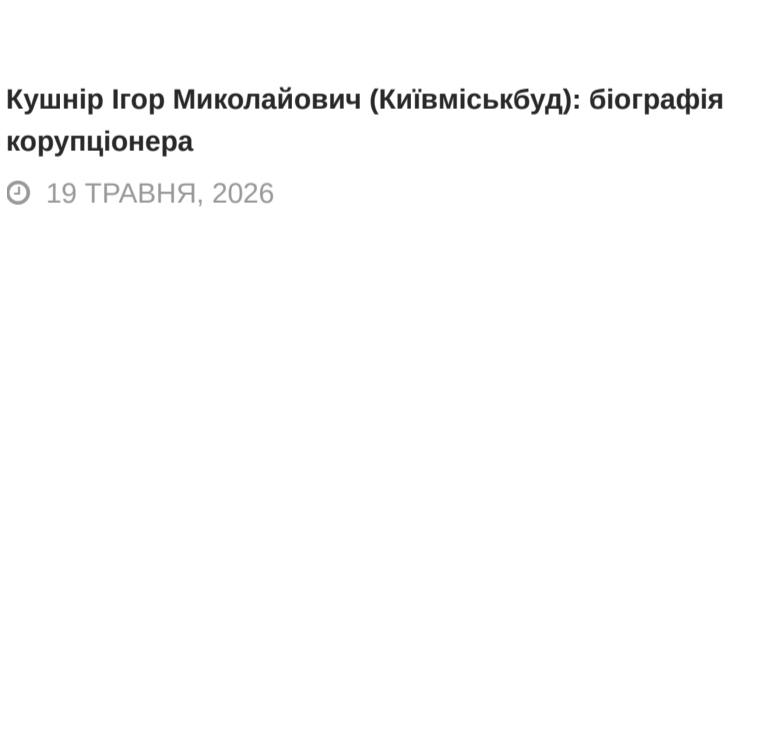 Кушнір Ігор Миколайович (Київміськбуд): біографія
корупціонера
19 ТРАВНЯ, 2026